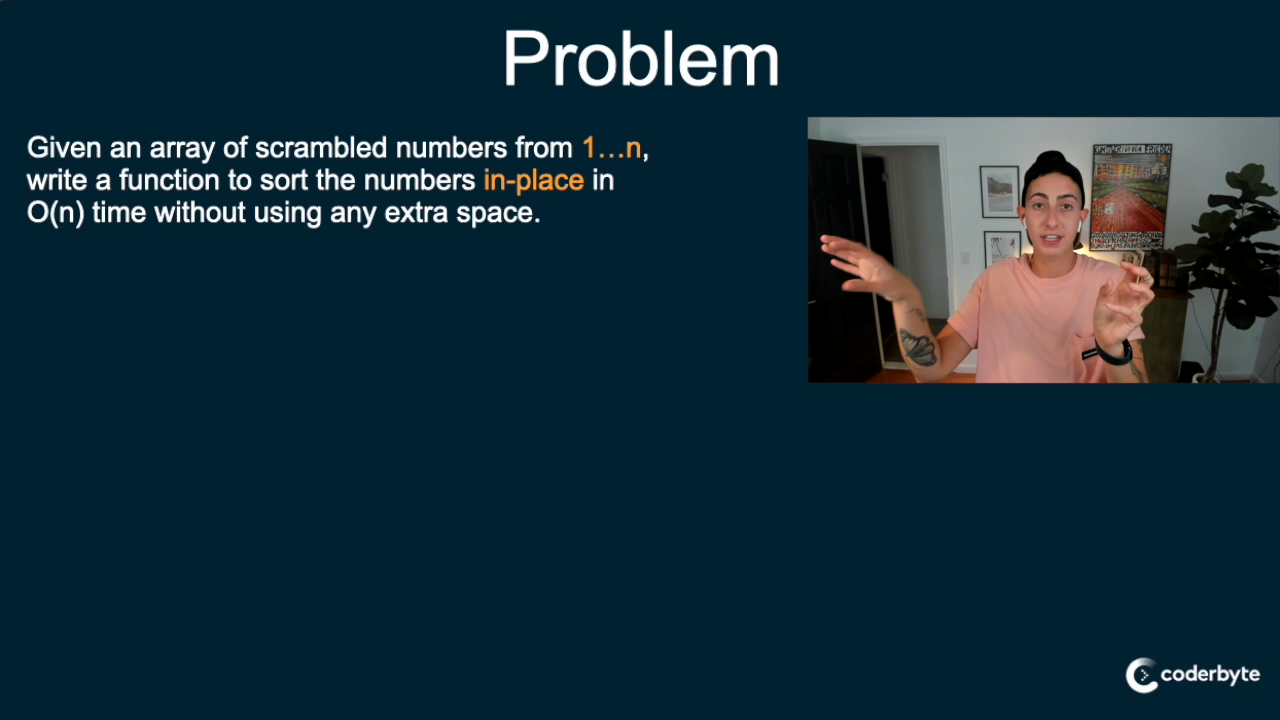 Problem
Given an array of scrambled numbers from 1...n,
write a function to sort the numbers in-place in
O(n) time without using any extra space.
coderbyte